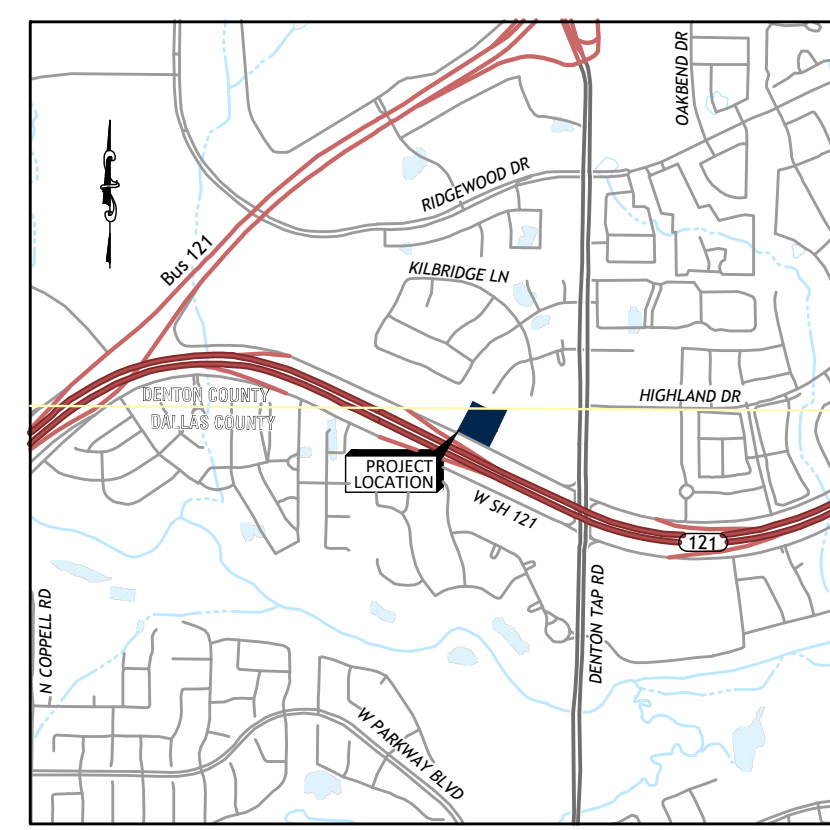 OAKBEND DR
RIDGEWOOD DR
Bus 121
KILBRIDGE LN
DENTON COUNTY
HIGHLAND DR
DALLAS COUNTY
PROJECT
LOCATION
W SH 121
121
DENTON TAP RD
N COPPELL RD
W PARKWAY BLVD